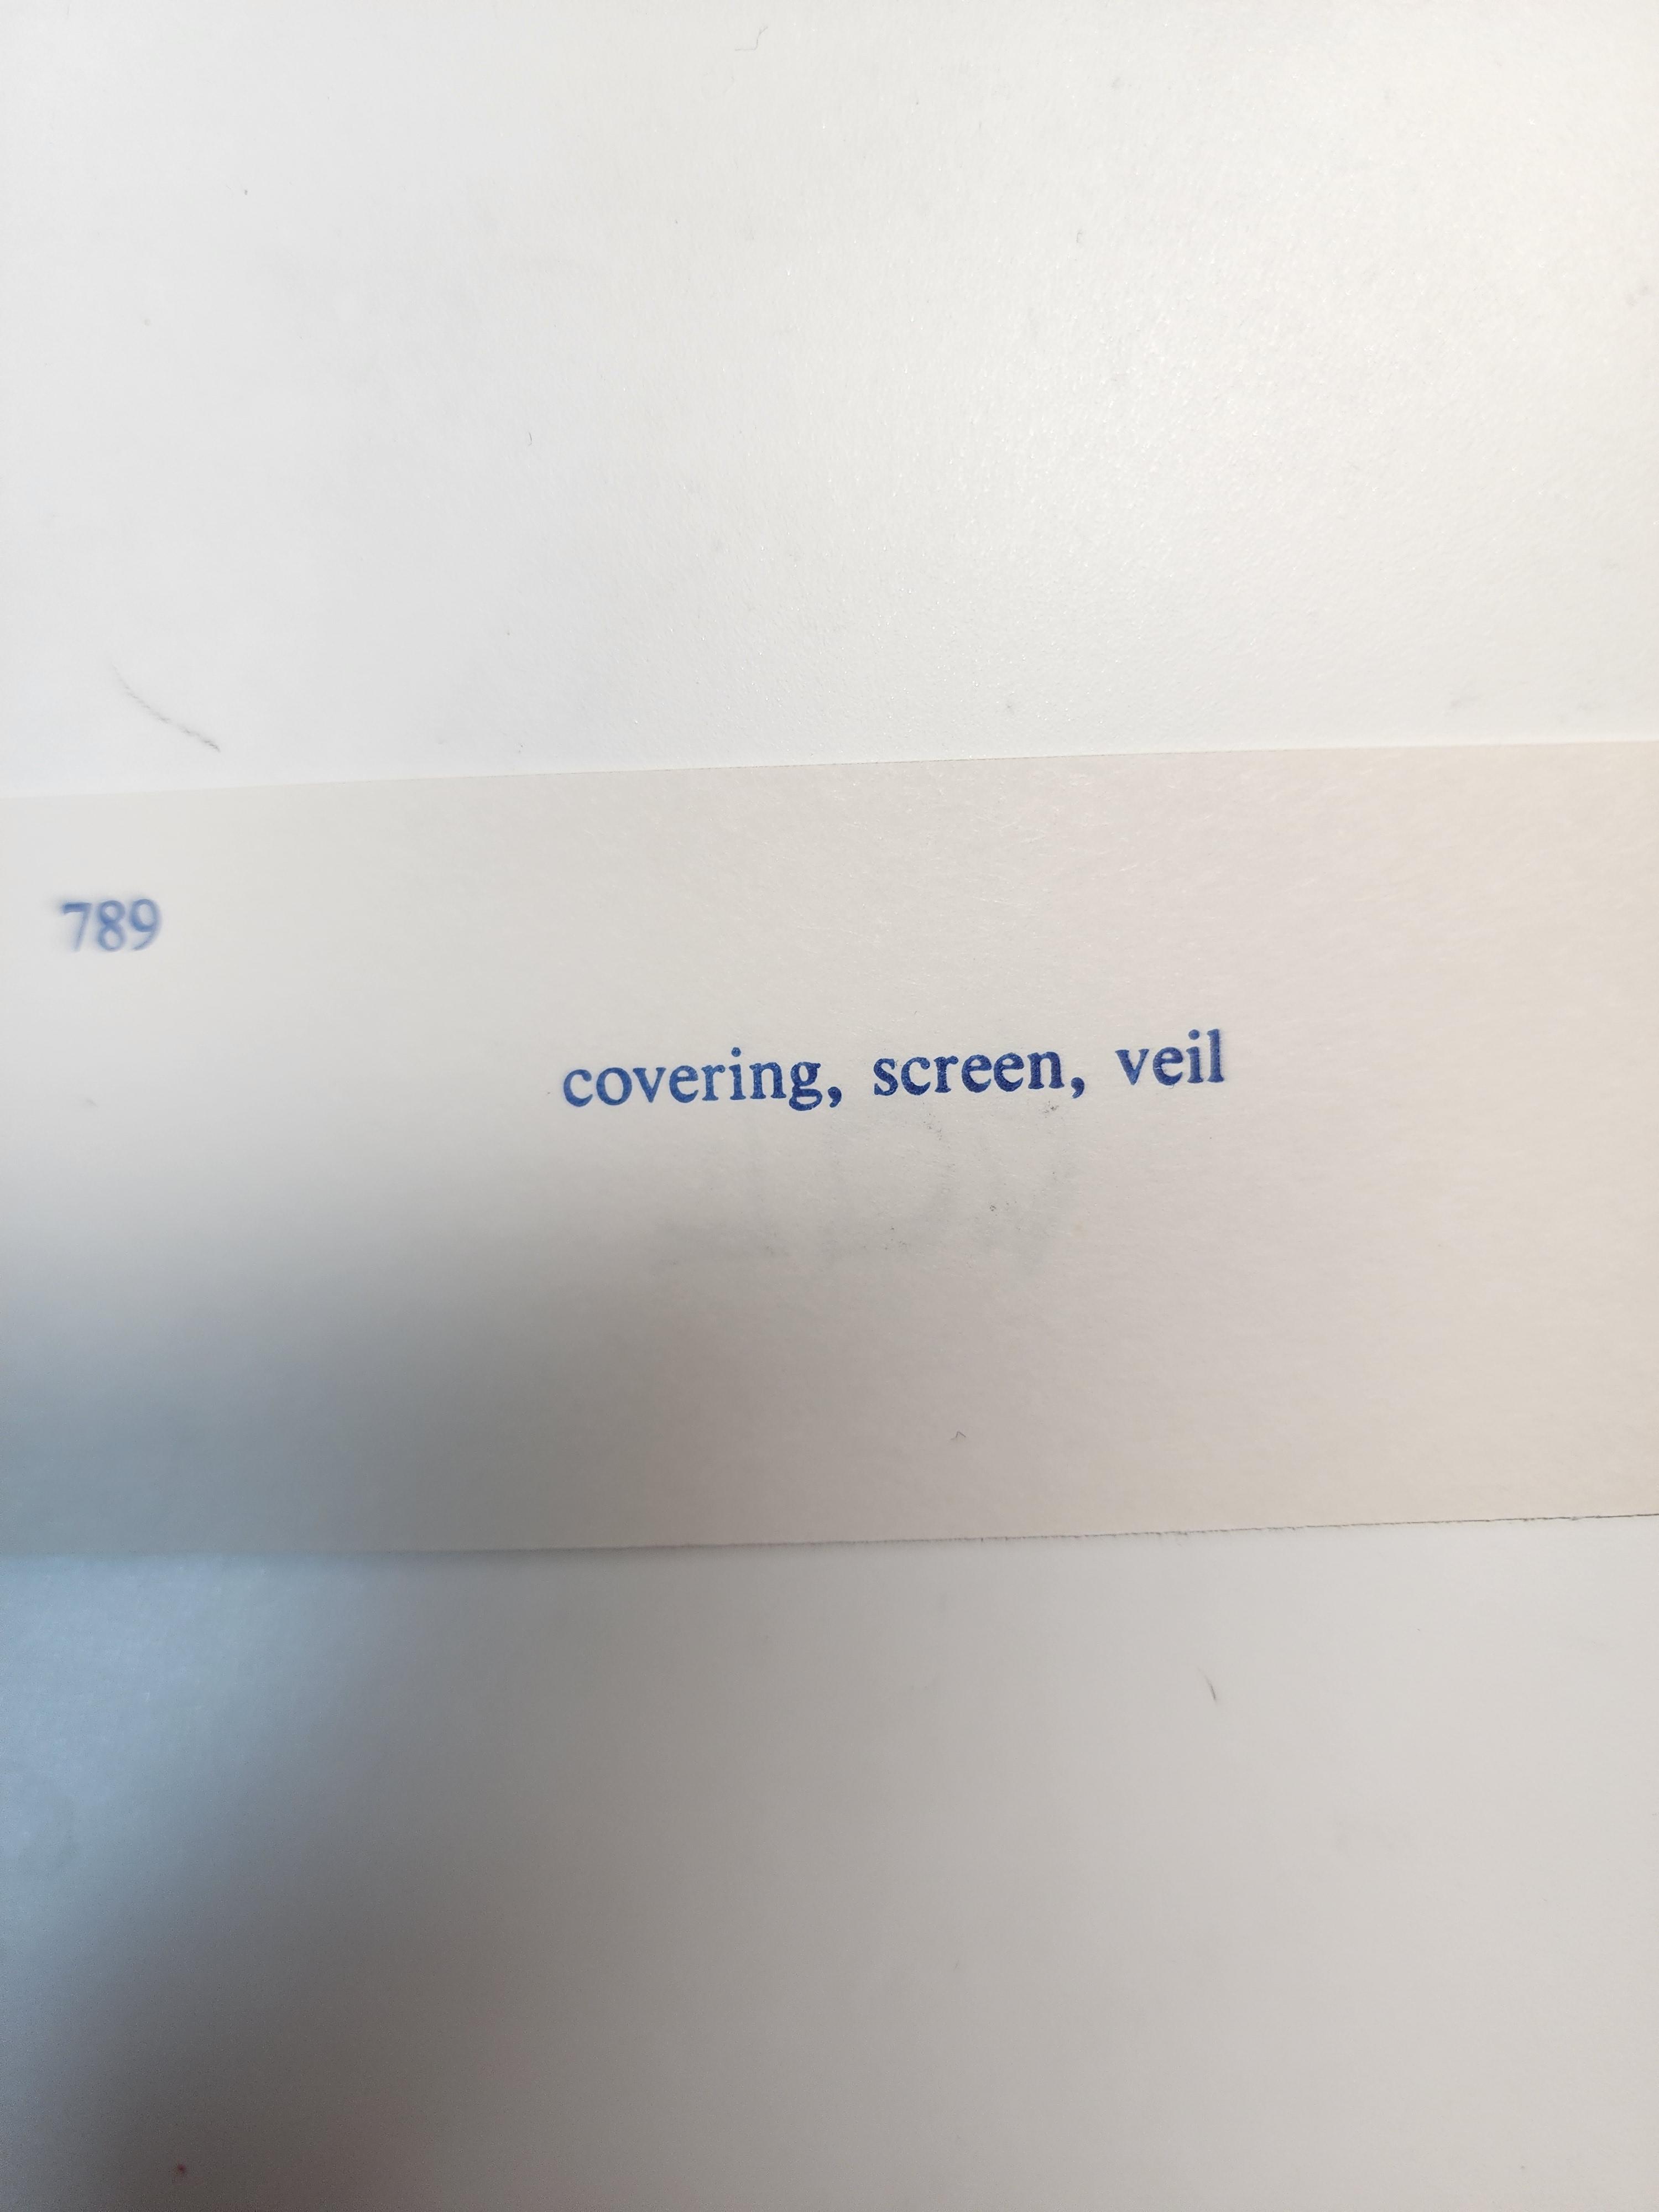 789
covering, screen, veil